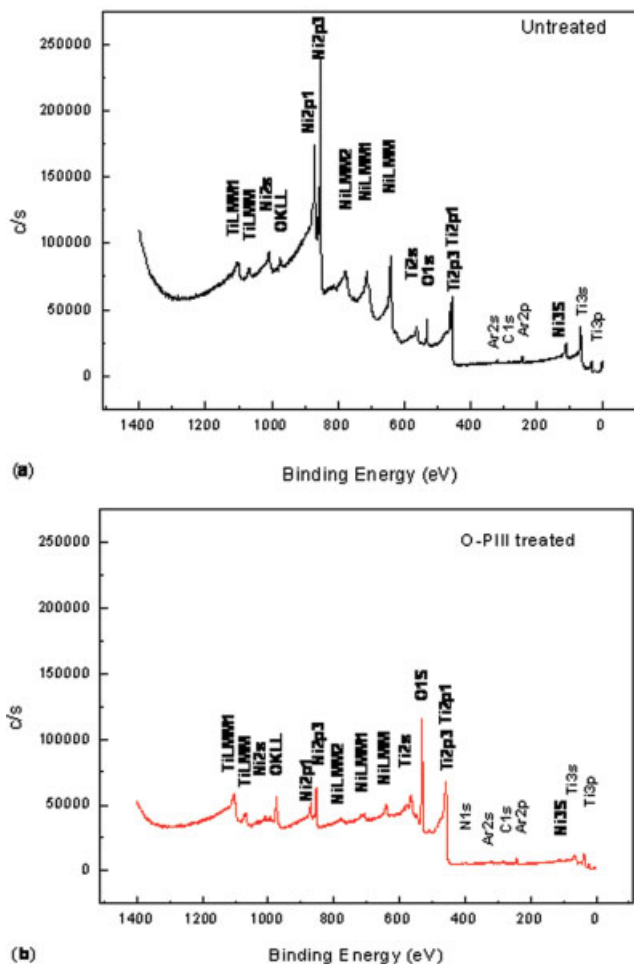 Untreated
250000
200000
150000
100000
50000
0
c/s
TiLMM1
TiLMM
Ni2s
OKLL
Ni2p1
Ni2p3
NiLMM2
NiLMM1
NiLMM
Ti2s
O1s
Ti2p3 Ti2p1
Ar2s
C1s
Ar2p
Ni3S
Ti3s
Ti3p
1400 1200 1000 800 600 400 200 0
(a)
Binding Energy (eV)
O-PIII treated
250000
200000
150000
100000
50000
0
c/s
TiLMM1
TiLMM
Ni2s
OKLL
Ni2p1
Ni2p3
NiLMM2
NiLMM1
NiLMM
Ti2s
O1S
Ti2p3 Ti2p1
N1s
Ar2s
C1s
Ar2p
Ni3S
Ti3s
Ti3p
1400 1200 1000 800 600 400 200 0
(b)
Binding Energy (eV)